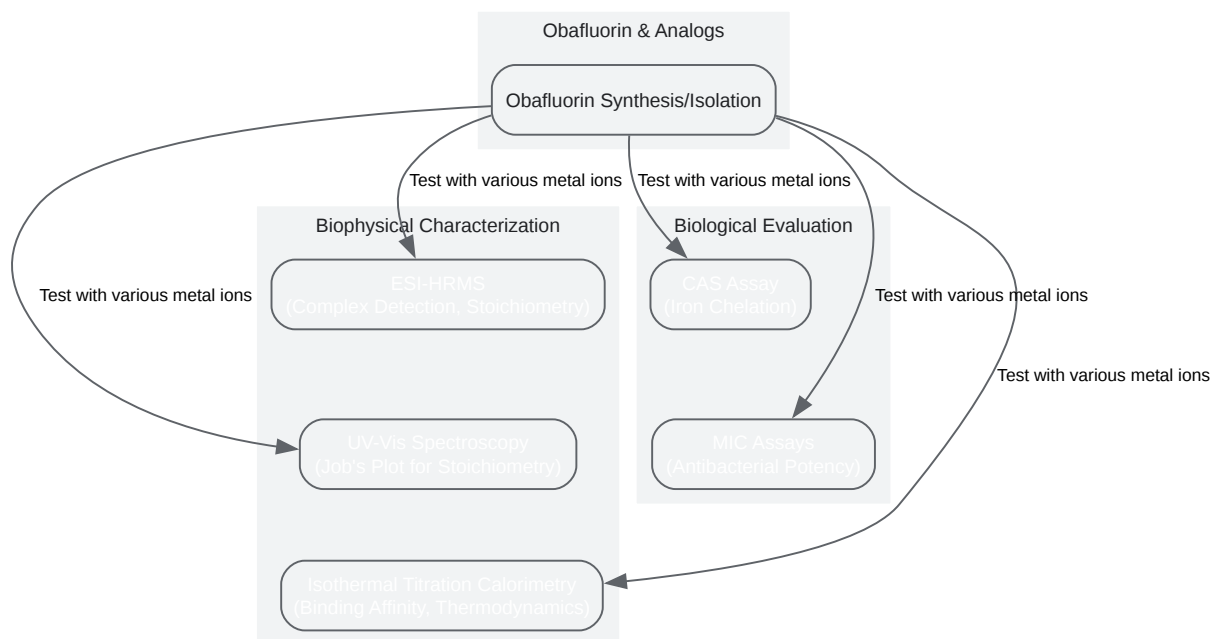 Obafluorin & Analogs
Obafluorin Synthesis/Isolation
Test with various metal ions
Test with various metal ions
Biophysical Characterization
Biological Evaluation
ESI-HRMS
(Complex Detection, Stoichiometry)
CAS Assay
(Iron Chelation)
Test with various metal ions
Test with various metal ions
Test with various metal ions
UV-Vis Spectroscopy
(Job's Plot for Stoichiometry)
MIC Assays
(Antibacterial Potency)
Isothermal Titration Calorimetry
(Binding Affinity, Thermodynamics)